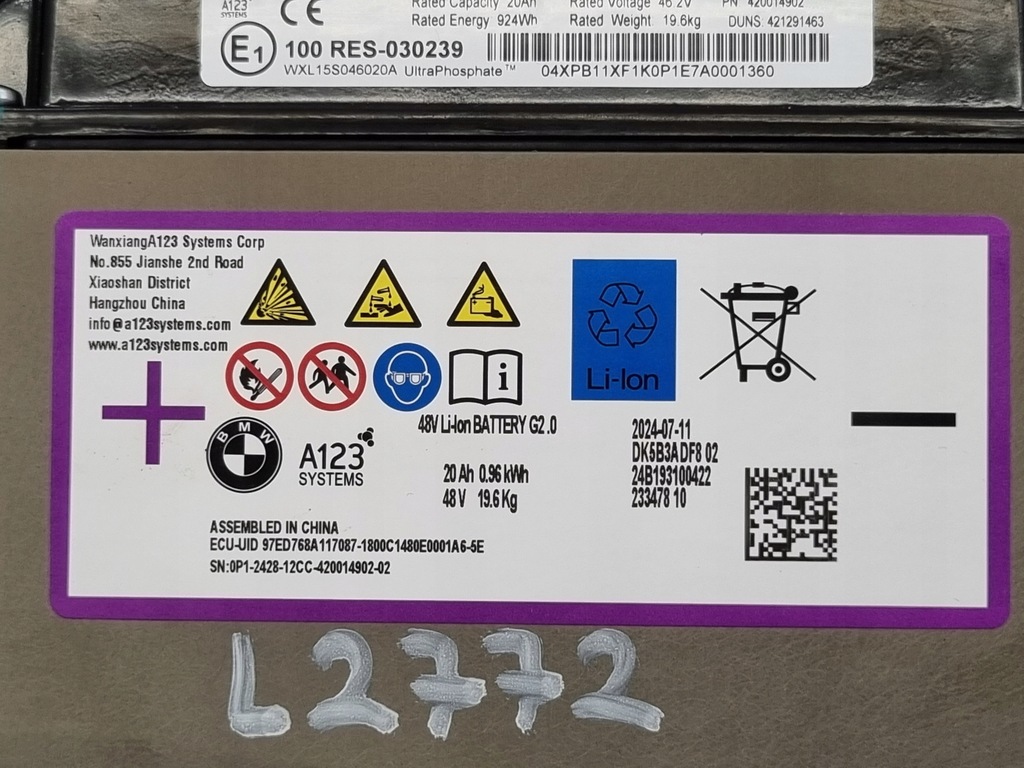 A123 SYSTEMS
CE
Rated Capacity 20Ah Rated Voltage 46.2V PN 420014902
Rated Energy 924Wh Rated Weight 19.6kg DUNS. 421291463
E1 100 RES-030239
WXL15S046020A UltraPhosphate™ 04XPB11XF1K0P1E7A0001360
WanxiangA123 Systems Corp
No.855 Jianshe 2nd Road
Xiaoshan District
Hangzhou China
info@a123systems.com
www.a123systems.com
i
Li-Ion
BMW
A123
SYSTEMS
48V Li-Ion BATTERY G2.0
20 Ah 0.96 kWh
48 V 19.6 Kg
2024-07-11
DK5B3ADF8 02
24B193100422
233478 10
ASSEMBLED IN CHINA
ECU-UID 97ED768A117087-1800C1480E0001A6-5E
SN:0P1-2428-12CC-420014902-02
L2772